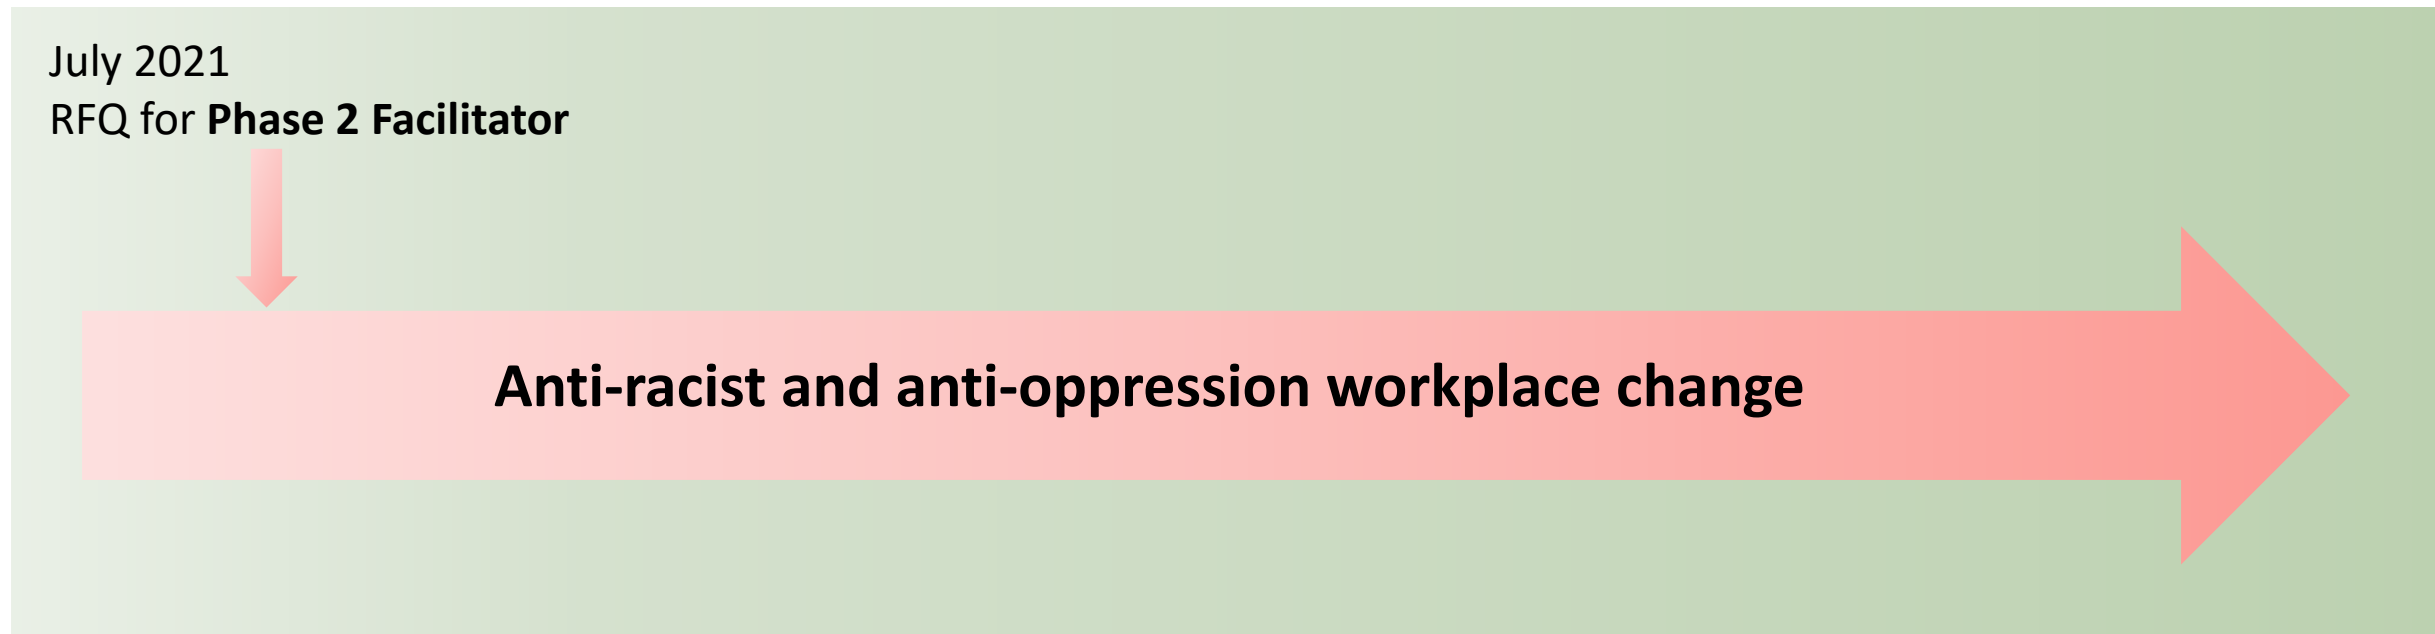 July 2021
RFQ for Phase 2 Facilitator
Anti-racist and anti-oppression workplace change